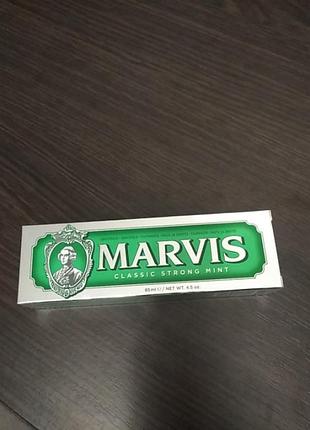 MARVIS
CLASSIC STRONG MINT
85 ml ℮ / NET WT. 4.5 oz.